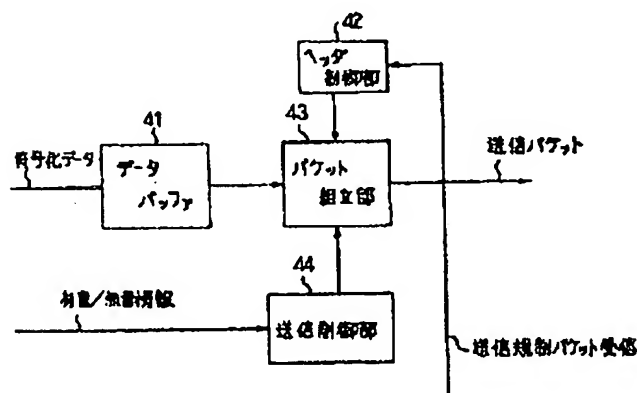 42
ヘッダ
制御部
41
43
符号化データ
データ
バッファ
パケット
組立部
送信パケット
44
有音/無音情報
送信制御部
送信規制パケット受信